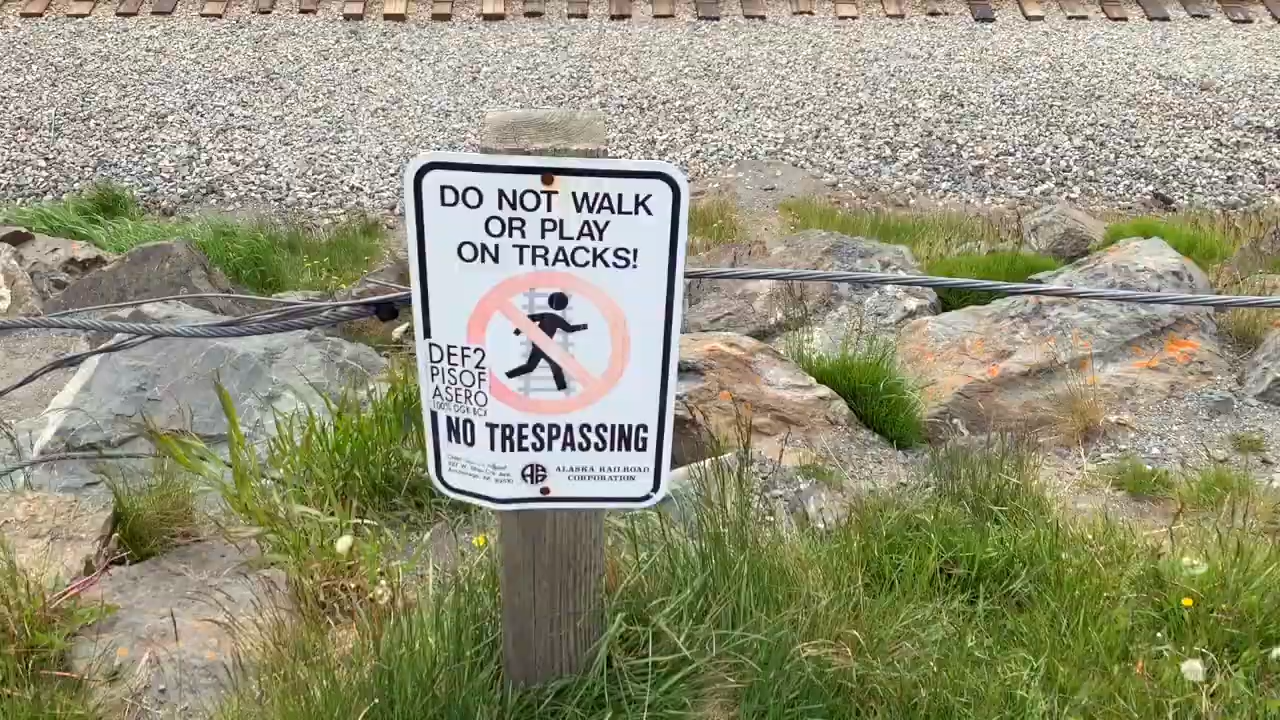 DO NOT WALK
OR PLAY
ON TRACKS!
DEF2
PISOF
ASERO
NO TRESPASSING
ALASKA RAILROAD
CORPORATION